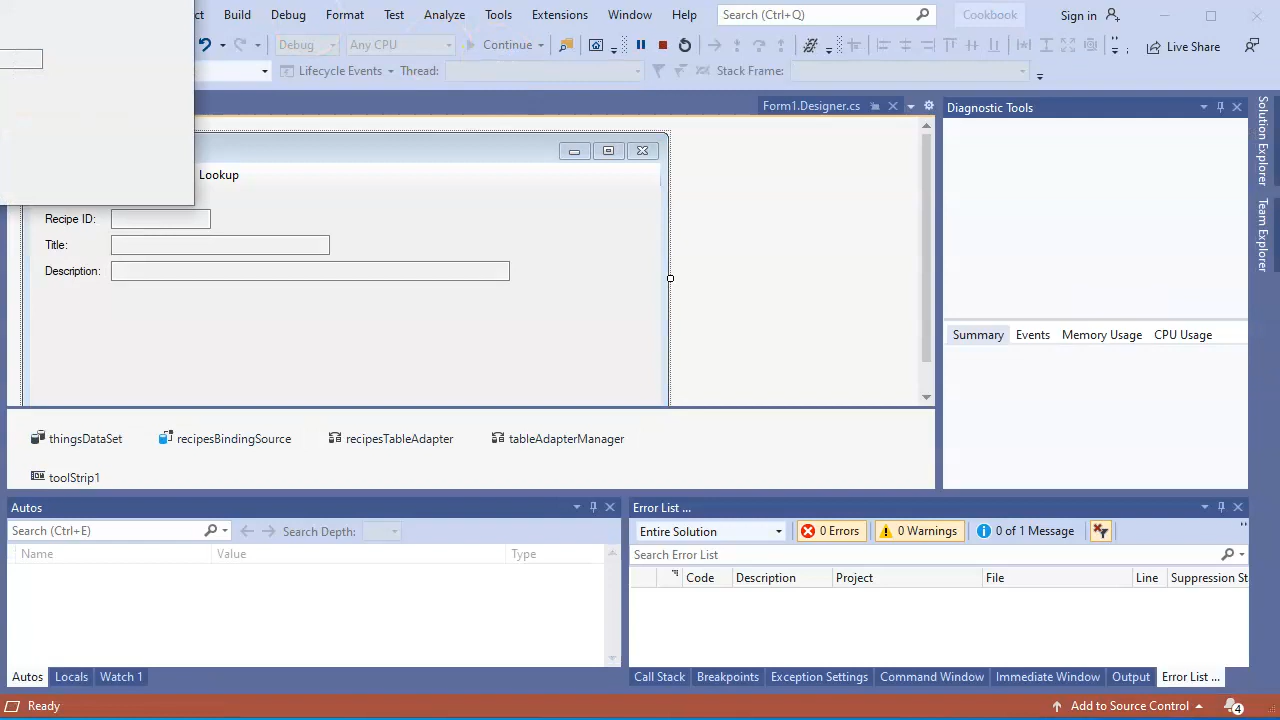 Build Debug Format Test Analyze Tools Extensions Window Help Search (Ctrl+Q) Cookbook Sign in
Debug Any CPU Continue Live Share
Lifecycle Events Thread: Stack Frame:
Form1.Designer.cs Diagnostic Tools
Lookup
Recipe ID:
Title:
Description:
Summary Events Memory Usage CPU Usage
thingsDataSet recipesBindingSource recipesTableAdapter tableAdapterManager
toolStrip1
Autos
Search (Ctrl+E) Search Depth:
Name Value Type
Error List ...
Entire Solution 0 Errors 0 Warnings 0 of 1 Message
Search Error List
Code Description Project File Line Suppression St
Autos Locals Watch 1
Call Stack Breakpoints Exception Settings Command Window Immediate Window Output Error List ...
Ready Add to Source Control 4
Solution Explorer
Team Explorer